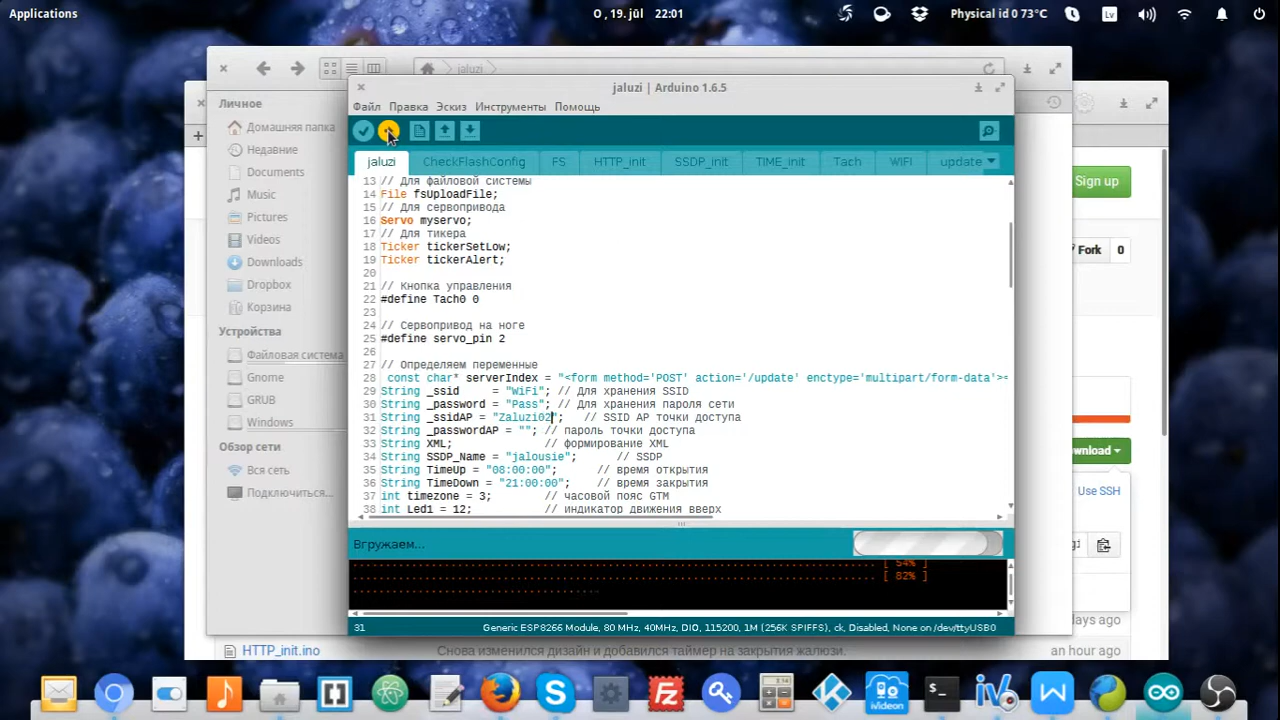 Applications
O , 19. jūl 22:01
Physical id 0 73°C
Lv
jaluzi
jaluzi | Arduino 1.6.5
Личное
Домашняя папка
Недавние
Documents
Music
Pictures
Videos
Downloads
Dropbox
Корзина
Устройства
Файловая система
Gnome
GRUB
Windows
Обзор сети
Вся сеть
Подключиться...
Файл Правка Эскиз Инструменты Помощь
jaluzi CheckFlashConfig FS HTTP_init SSDP_init TIME_init Tach WIFI update
13 // Для файловой системы
14 File fsUploadFile;
15 // Для сервопривода
16 Servo myservo;
17 // Для тикера
18 Ticker tickerSetLow;
19 Ticker tickerAlert;
20
21 // Кнопка управления
22 #define Tach0 0
23
24 // Сервопривод на ноге
25 #define servo_pin 2
26
27 // Определяем переменные
28 const char* serverIndex = "<form method='POST' action='/update' enctype='multipart/form-data'><
29 String _ssid = "WiFi"; // Для хранения SSID
30 String _password = "Pass"; // Для хранения пароля сети
31 String _ssidAP = "Zaluzi02"; // SSID AP точки доступа
32 String _passwordAP = ""; // пароль точки доступа
33 String XML; // формирование XML
34 String SSDP_Name = "jalousie"; // SSDP
35 String TimeUp = "08:00:00"; // время открытия
36 String TimeDown = "21:00:00"; // время закрытия
37 int timezone = 3; // часовой пояс GTM
38 int Led1 = 12; // индикатор движения вверх
Вгружаем...
[ 54% ]
[ 82% ]
31
Generic ESP8266 Module, 80 MHz, 40MHz, DIO, 115200, 1M (256K SPIFFS), ck, Disabled, None on /dev/ttyUSB0
Sign up
Fork 0
wnload
Use SSH
days ago
HTTP_init.ino Снова изменился дизайн и добавился таймер на закрытия жалюзи. an hour ago
ivideon